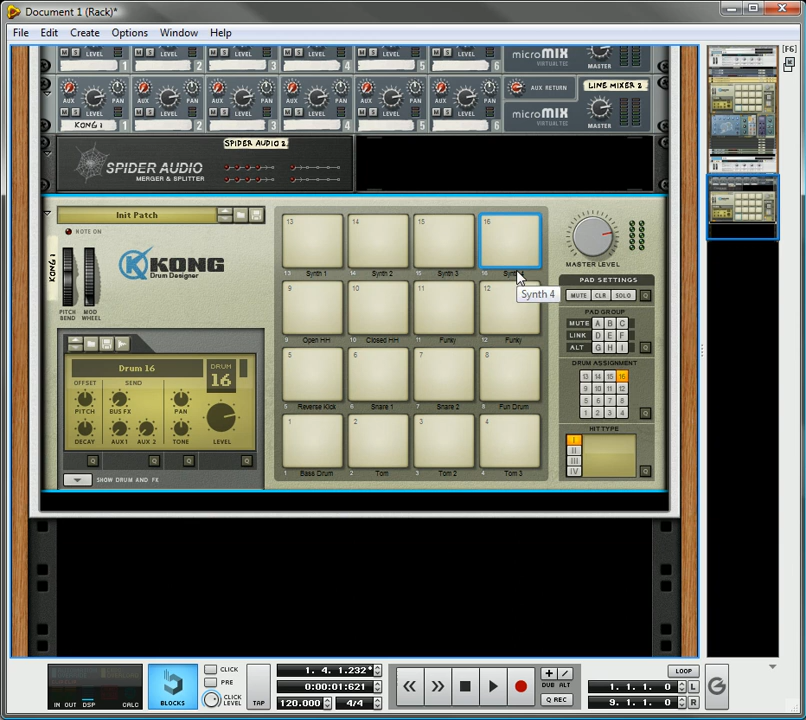 Document 1 (Rack)*
File Edit Options Window Help
[F6]
M S LEVEL 1 M S LEVEL 2 M S LEVEL 3 M S LEVEL 4 M S LEVEL 5 M S LEVEL 6 microMIX VIRTUAL TEC MASTER
AUX PAN AUX PAN AUX PAN AUX PAN AUX PAN AUX PAN AUX RETURN LINE MIXER 2
M S LEVEL M S LEVEL M S LEVEL M S LEVEL M S LEVEL M S LEVEL microMIX VIRTUAL TEC MASTER
KONG 1 1 2 3 4 5 6
SPIDER AUDIO 2
SPIDER AUDIO
MERGER & SPLITTER
Init Patch
NOTE ON
KONG 1
KONG
Drum Designer
PITCH BEND
MOD WHEEL
13 14 15 16
13 Synth 1 14 Synth 2 15 Synth 3 16
Synth 4
9 10 11 12
9 Open HH 10 Closed HH 11 Funky 12 Funky
5 6 7 8
5 Reverse Kick 6 Snare 1 7 Snare 2 8 Fun Drum
1 2 3 4
1 Bass Drum 2 Tom 3 Tom 2 4 Tom 3
MASTER LEVEL
PAD SETTINGS
MUTE CLR SOLO Q
PAD GROUP
MUTE A B C
LINK D E F
ALT G H I Q
DRUM ASSIGNMENT
13 14 15 16
9 10 11 12
5 6 7 8
1 2 3 4 Q
HIT TYPE
I
II
III
IV Q
Drum 16
DRUM
16
OFFSET SEND
PITCH BUS FX PAN
DECAY AUX 1 AUX 2 TONE LEVEL
Q Q Q Q
SHOW DRUM AND FX
IN OUT DSP CALC
BLOCKS
CLICK
PRE
CLICK LEVEL
TAP
1. 4. 1.232*
0:00:01:621
120.000 4/4
DUB ALT
Q REC
LOOP
1. 1. 1. 0 L
9. 1. 1. 0 R